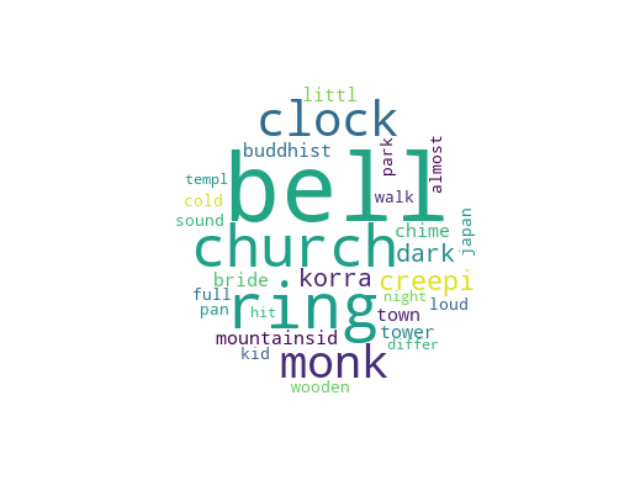 littl
clock
buddhist
park
almost
bell
templ
walk
cold
sound
japan
church
chime
dark
bride
korra
creepi
full
ring
night
loud
pan
hit
town
mountainsid
tower
differ
kid
monk
wooden